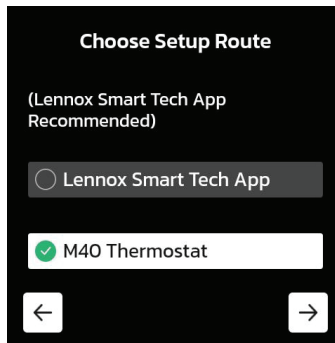 Choose Setup Route
(Lennox Smart Tech App
Recommended)
Lennox Smart Tech App
M40 Thermostat